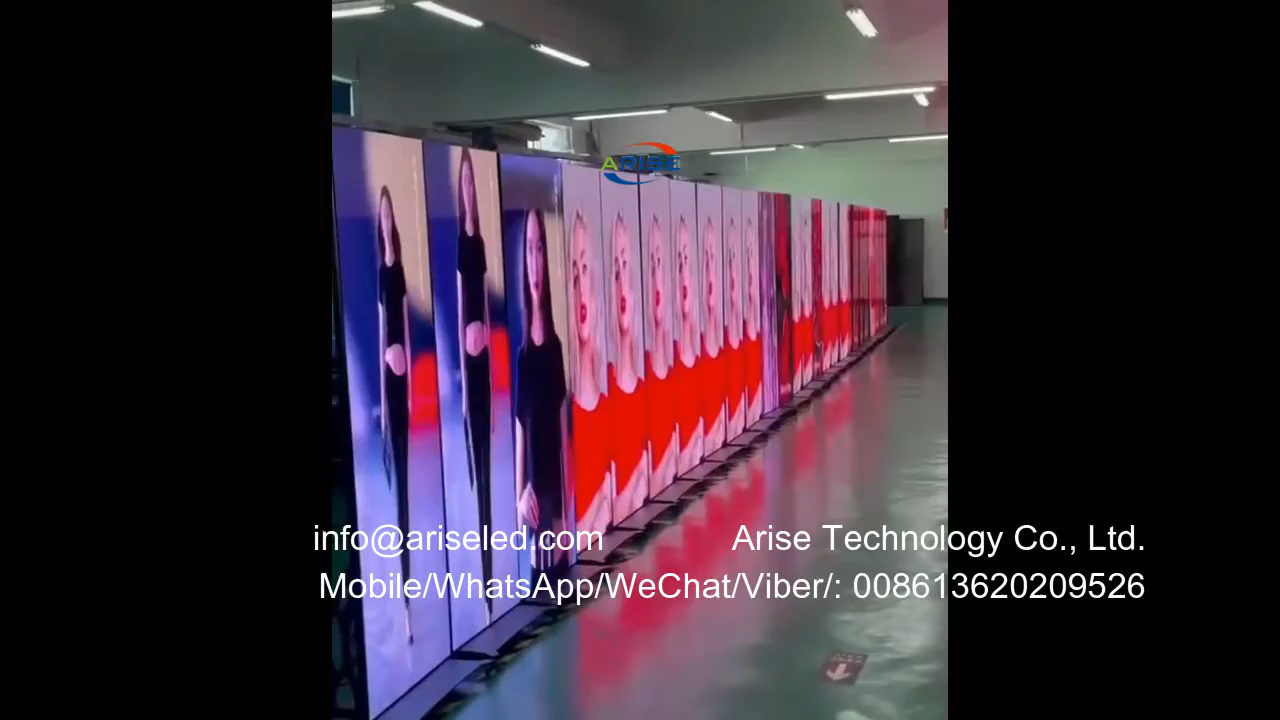 ARISE
info@ariseled.com Arise Technology Co., Ltd.
Mobile/WhatsApp/WeChat/Viber/: 008613620209526